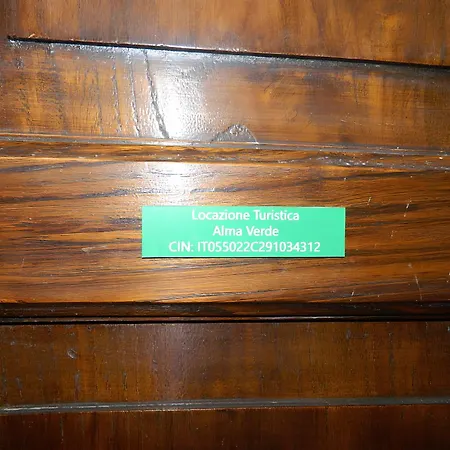 Locazione Turistica
Alma Verde
CIN: IT055022C291034312